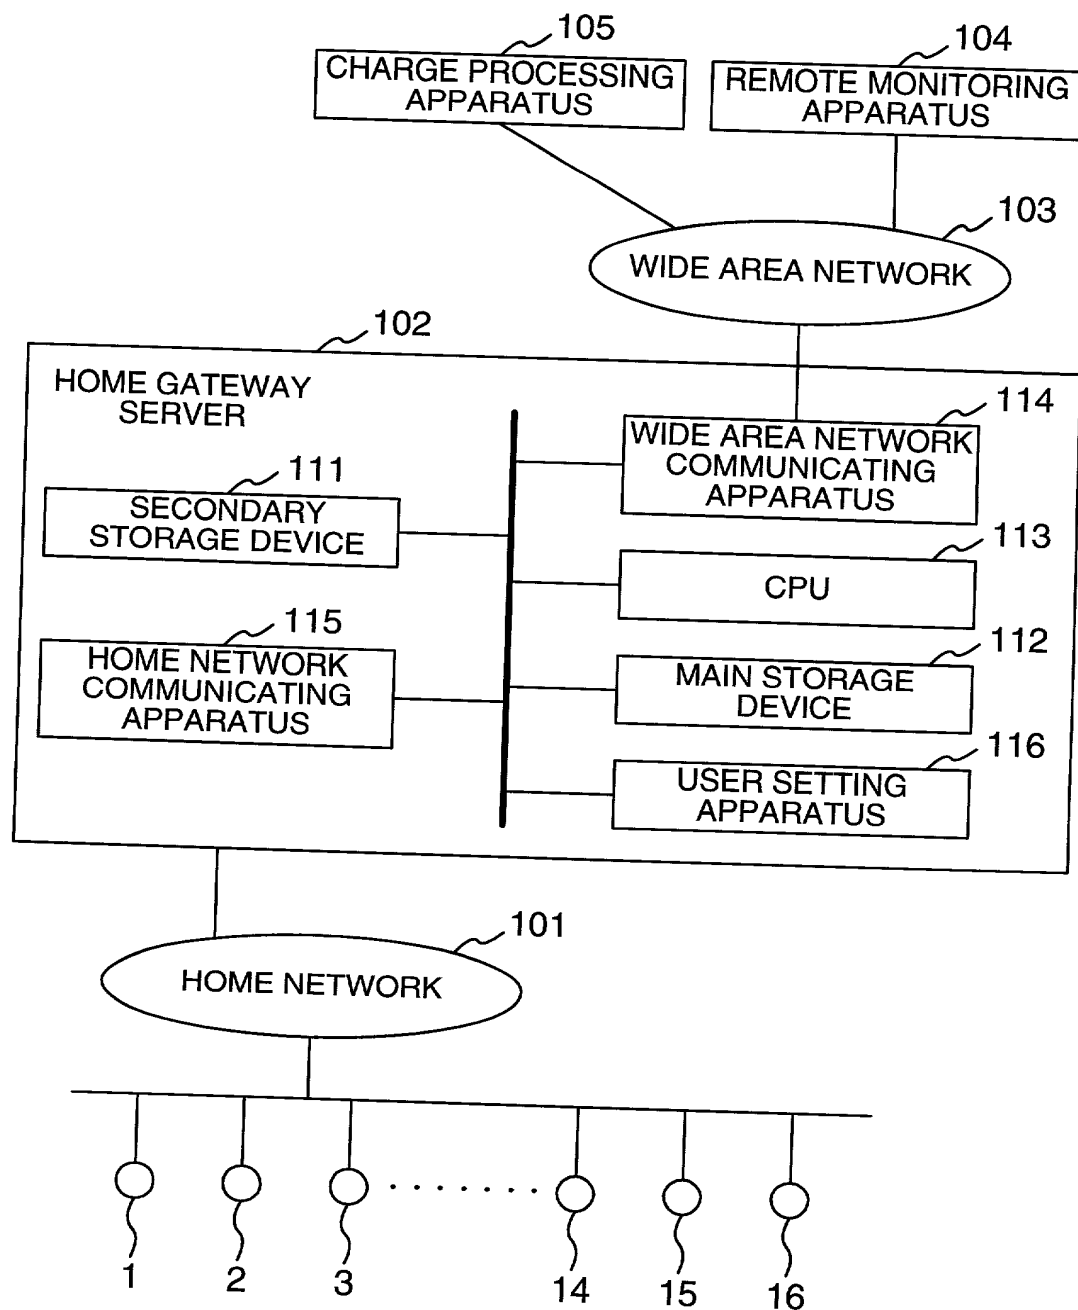 105
CHARGE PROCESSING
APPARATUS
104
REMOTE MONITORING
APPARATUS
103
WIDE AREA NETWORK
102
HOME GATEWAY
SERVER
114
WIDE AREA NETWORK
COMMUNICATING
APPARATUS
111
SECONDARY
STORAGE DEVICE
113
CPU
115
HOME NETWORK
COMMUNICATING
APPARATUS
112
MAIN STORAGE
DEVICE
116
USER SETTING
APPARATUS
101
HOME NETWORK
1
2
3
14
15
16